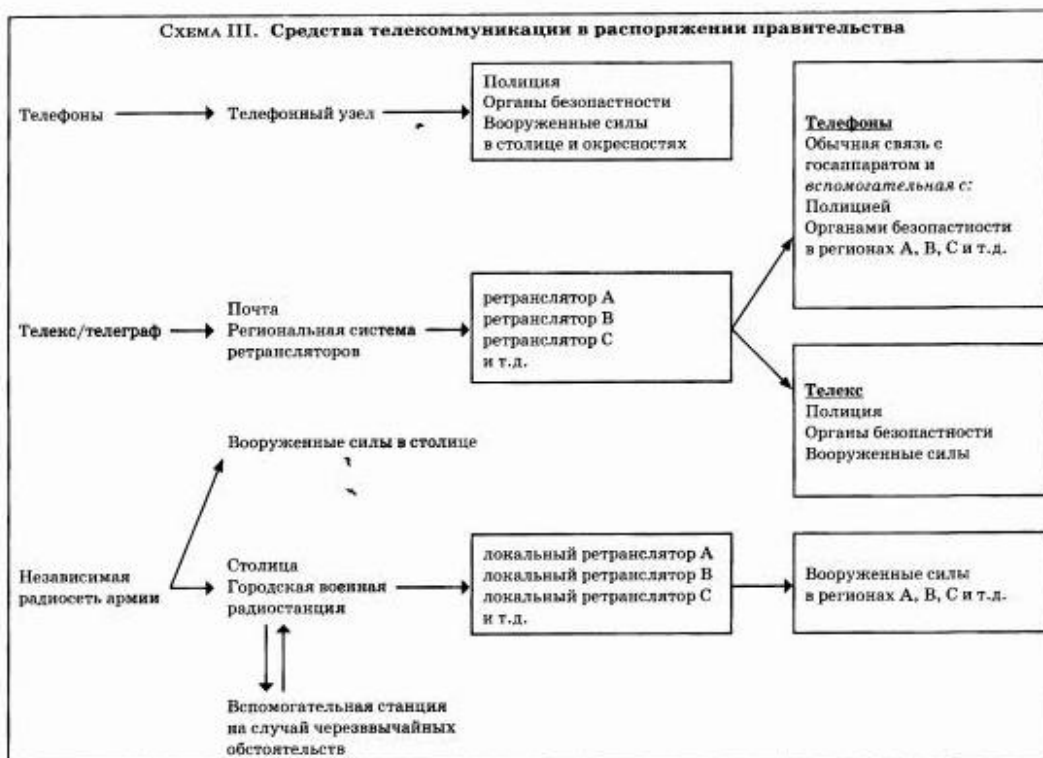 Схема III. Средства телекоммуникации в распоряжении правительства
Телефоны
Телефонный узел
Полиция
Органы безопастности
Вооруженные силы
в столице и окресностях
Телефоны
Обычная связь с
госаппаратом и
вспомогательная с:
Полицией
Органами безопастности
в регионах А, В, С и т.д.
Телекс/телеграф
Почта
Региональная система
ретрансляторов
ретранслятор А
ретранслятор В
ретранслятор С
и т.д.
Телекс
Полиция
Органы безопастности
Вооруженные силы
Вооруженные силы в столице
Независимая
радиосеть армии
Столица
Городская военная
радиостанция
локальный ретранслятор А
локальный ретранслятор В
локальный ретранслятор С
и т.д.
Вооруженные силы
в регионах А, В, С и т.д.
Вспомогательная станция
на случай черезввычайных
обстоятельств